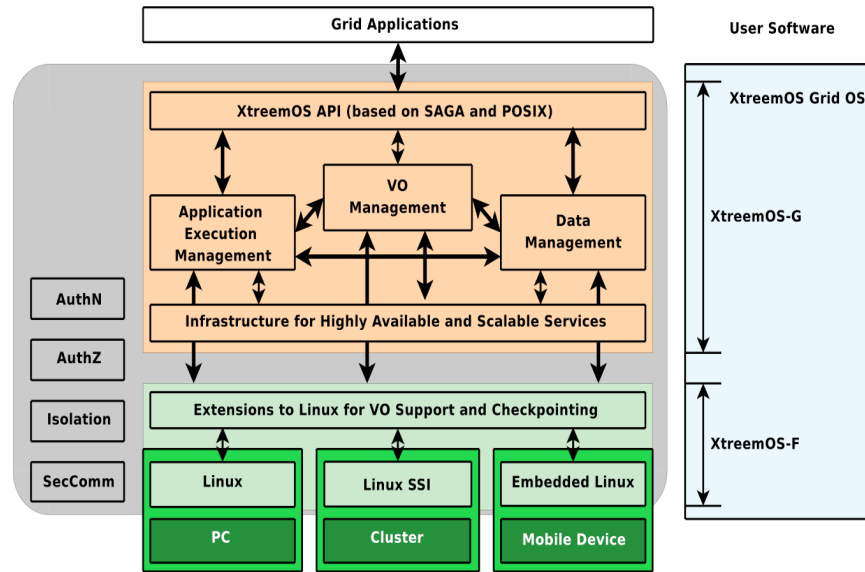 Grid Applications
User Software
XtreemOS API (based on SAGA and POSIX)
XtreemOS Grid OS
VO
Management
Application
Execution
Management
Data
Management
XtreemOS-G
AuthN
Infrastructure for Highly Available and Scalable Services
AuthZ
Isolation
Extensions to Linux for VO Support and Checkpointing
XtreemOS-F
SecComm
Linux
Linux SSI
Embedded Linux
PC
Cluster
Mobile Device